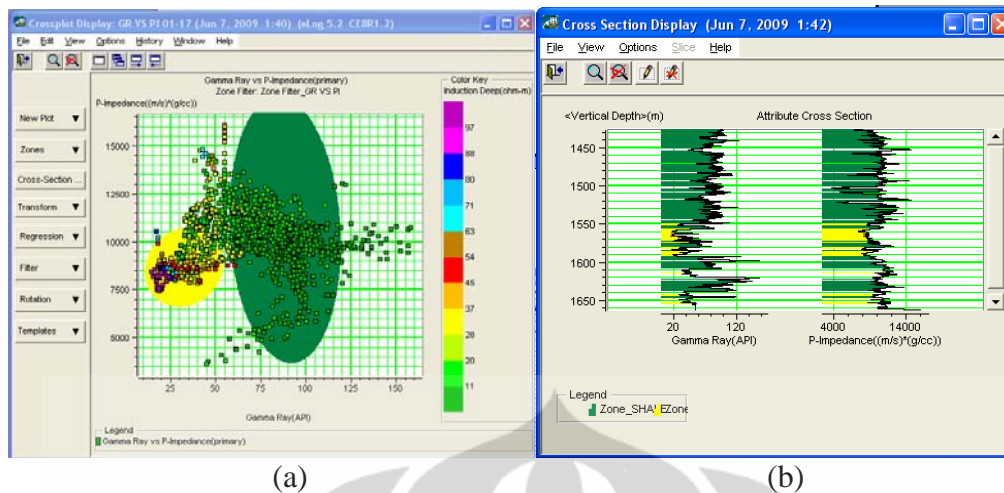 Crossplot Display: GR VS PI 01-17 (Jun 7, 2009 1:40) (eLog 5.2 CE8R1.2)
File Edit View Options History Window Help
New Plot
Zones
Cross-Section ...
Transform
Regression
Filter
Rotation
Templates
Gamma Ray vs P-Impedance(primary)
Zone Filter: Zone Filter_GR VS PI
P-Impedance((m/s)*(g/cc))
15000
12500
10000
7500
5000
25
50
75
100
125
150
Gamma Ray(API)
Color Key
Induction Deep(ohm-m)
97
88
80
71
63
54
45
37
28
20
11
Legend
Gamma Ray vs P-Impedance(primary)
(a)
Cross Section Display (Jun 7, 2009 1:42)
File View Options Slice Help
<Vertical Depth>(m)
Attribute Cross Section
1450
1500
1550
1600
1650
20 120
4000 14000
Gamma Ray(API)
P-Impedance((m/s)*(g/cc))
Legend
Zone_SHA
Zone
(b)